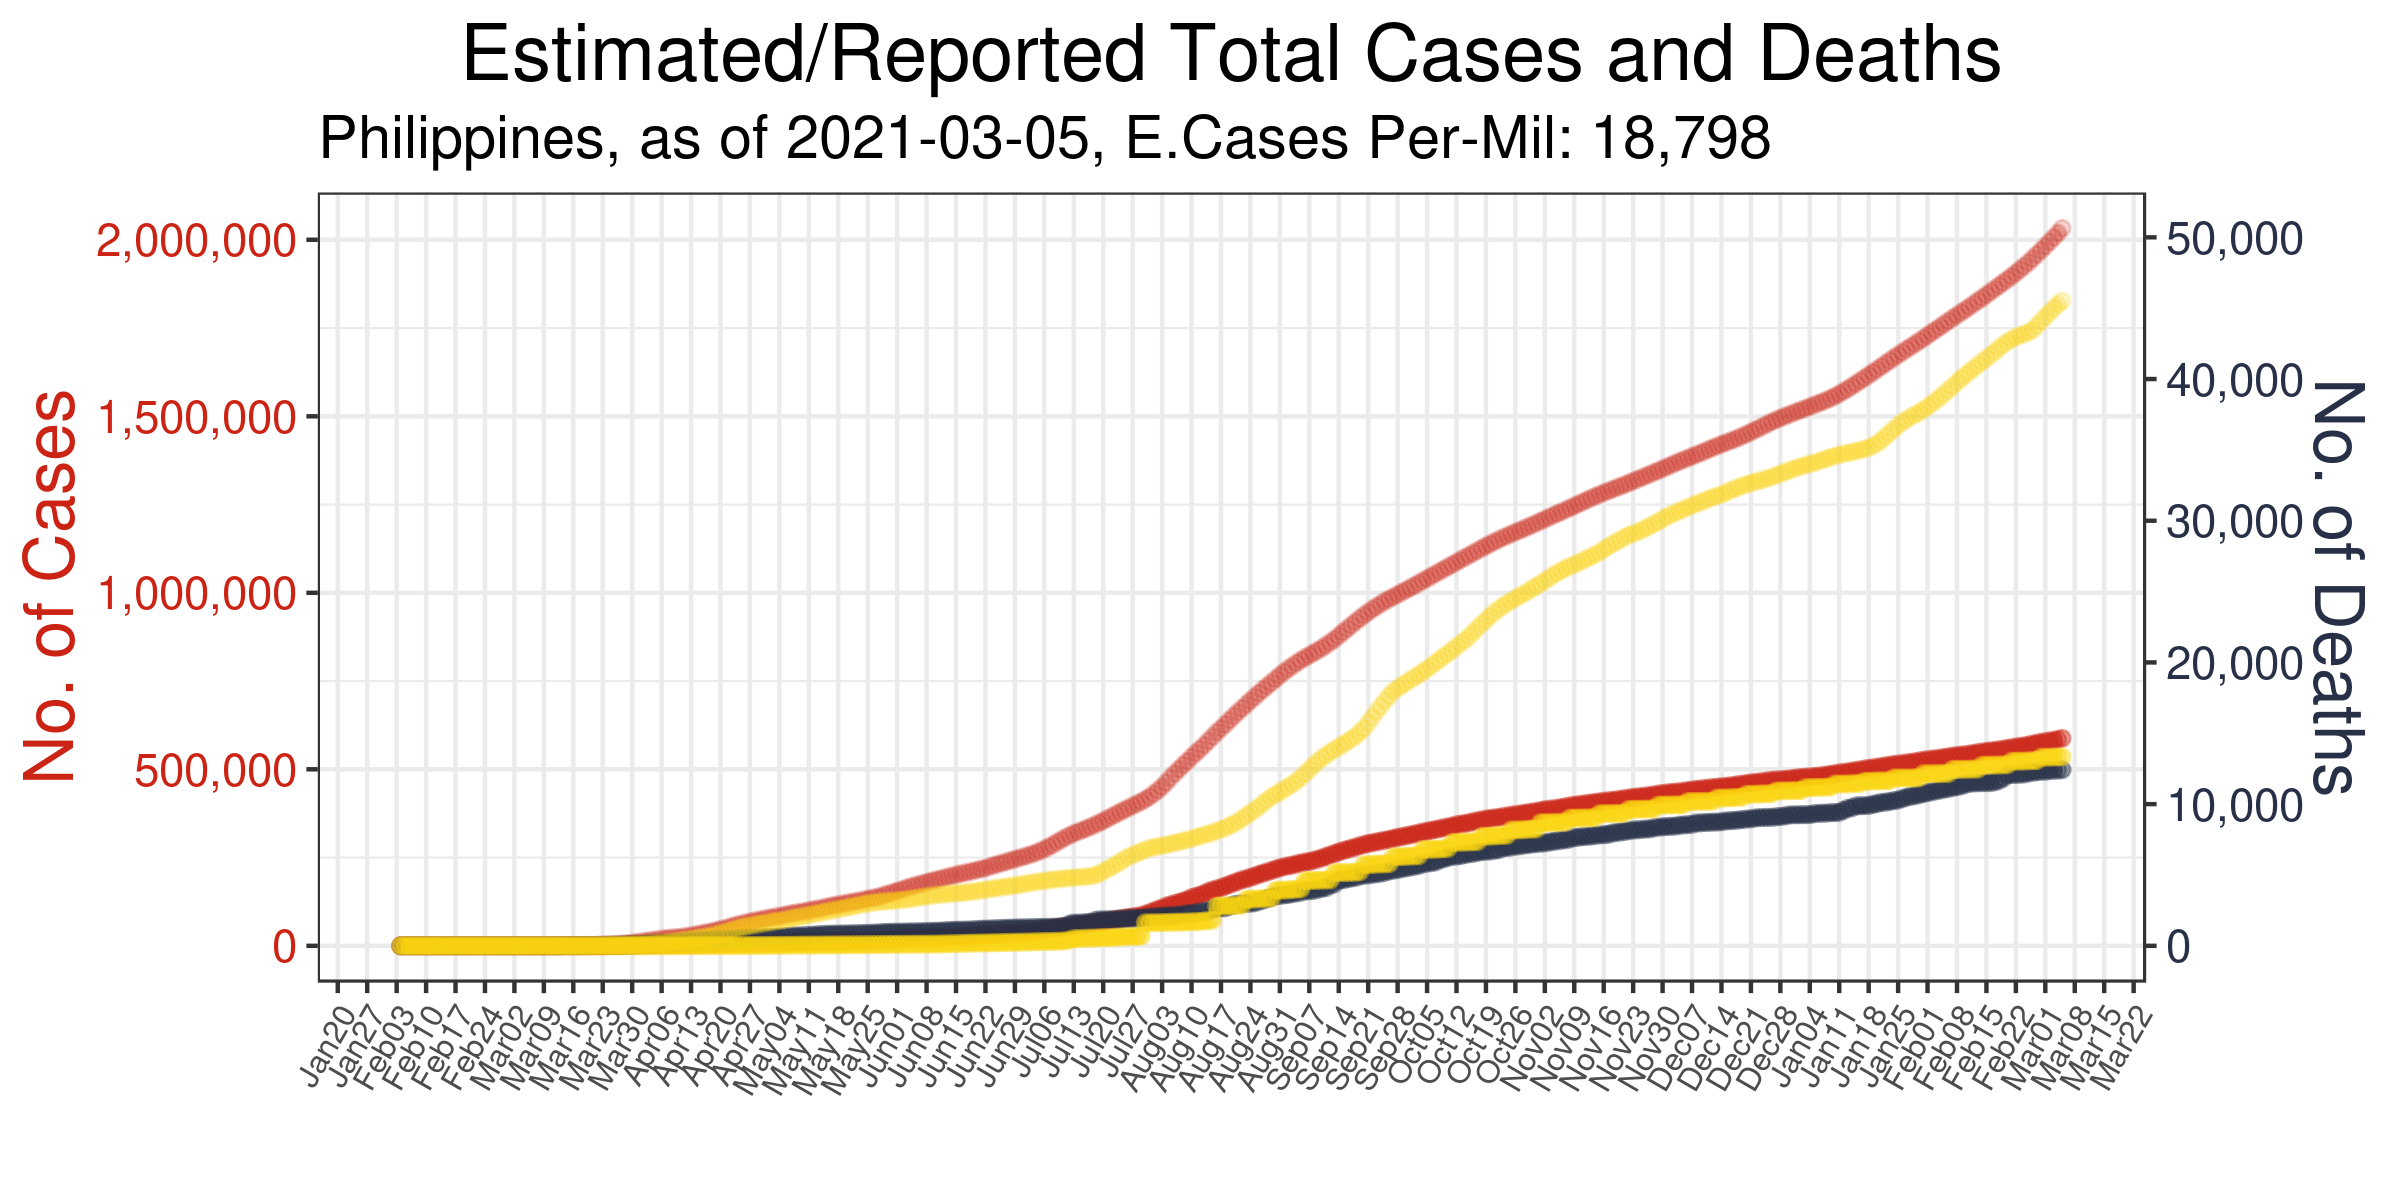 Estimated/Reported Total Cases and Deaths
Philippines, as of 2021-03-05, E.Cases Per-Mil: 18,798
No. of Cases
2,000,000
1,500,000
1,000,000
500,000
0
50,000
40,000
30,000
20,000
10,000
0
No. of Deaths
Jan20
Jan27
Feb03
Feb10
Feb17
Feb24
Mar02
Mar09
Mar16
Mar23
Mar30
Apr06
Apr13
Apr20
Apr27
May04
May11
May18
May25
Jun01
Jun08
Jun15
Jun22
Jun29
Jul06
Jul13
Jul20
Jul27
Aug03
Aug10
Aug17
Aug24
Aug31
Sep07
Sep14
Sep21
Sep28
Oct05
Oct12
Oct19
Oct26
Nov02
Nov09
Nov16
Nov23
Nov30
Dec07
Dec14
Dec21
Dec28
Jan04
Jan11
Jan18
Jan25
Feb01
Feb08
Feb15
Feb22
Mar01
Mar08
Mar15
Mar22